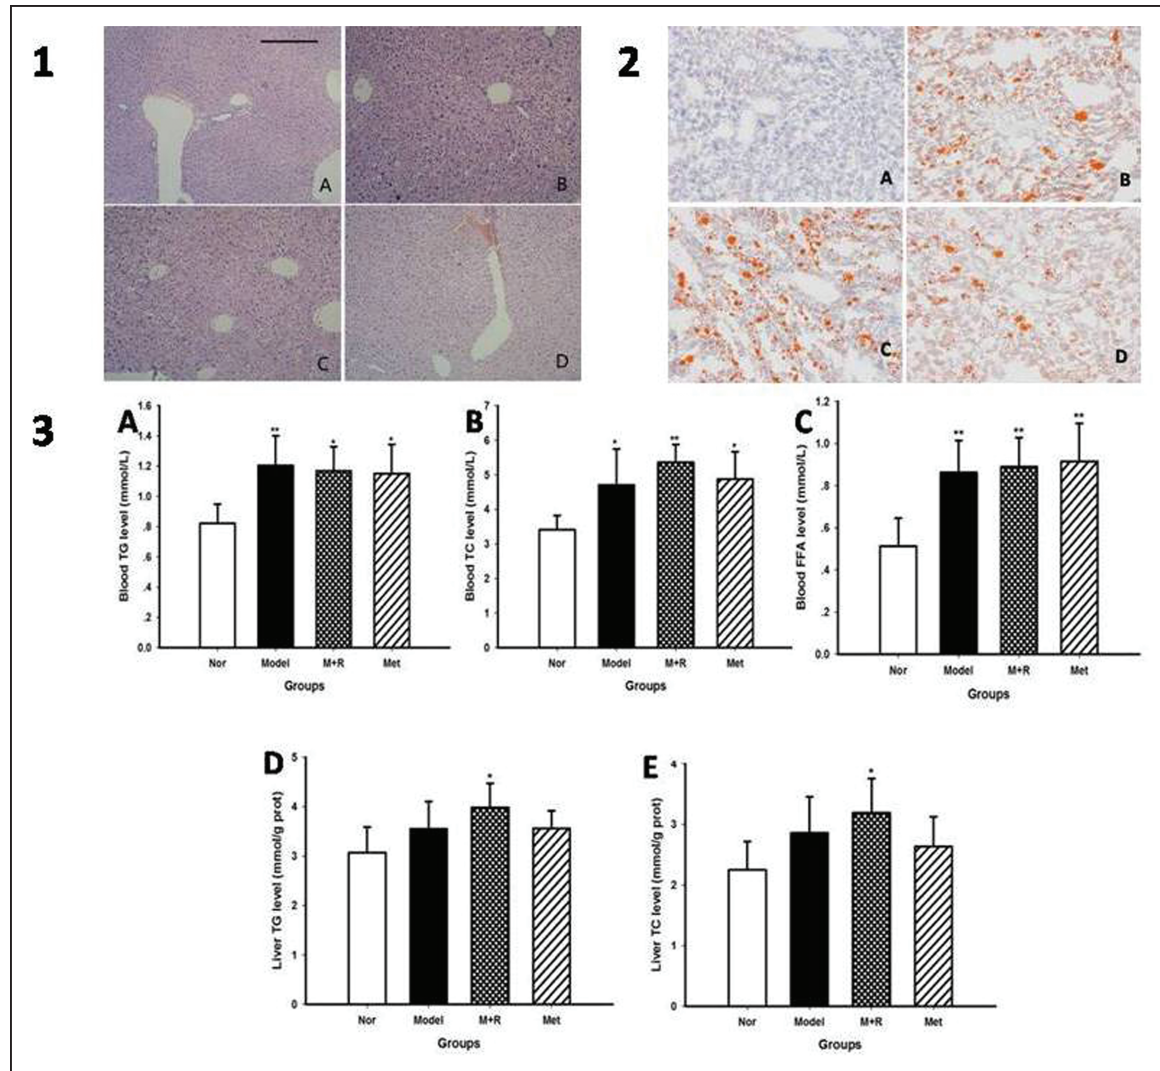 1
2
A
B
A
B
C
D
C
D
3
A
1.6
1.4
1.2
1.0
.8
.6
.4
.2
0.0
Blood TG level (mmol/L)
** * *
Nor Model M+R Met
Groups
B
7
6
5
4
3
2
1
0
Blood TC level (mmol/L)
* ** *
Nor Model M+R Met
Groups
C
1.2
1.0
.8
.6
.4
.2
0.0
Blood FFA level (mmol/L)
** ** **
Nor Model M+R Met
Groups
D
5
4
3
2
1
0
Liver TG level (mmol/g prot)
*
Nor Model M+R Met
Groups
E
4
3
2
1
0
Liver TC level (mmol/g prot)
*
Nor Model M+R Met
Groups